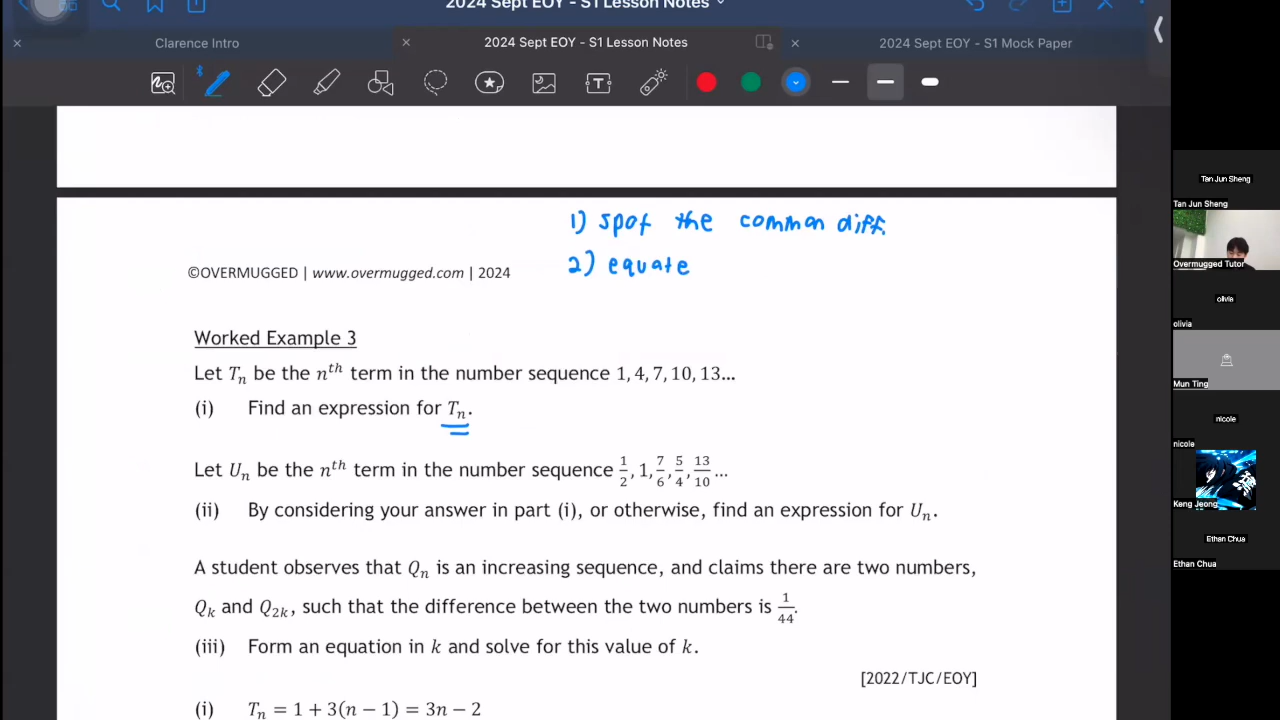 2024 Sept EOY - S1 Lesson Notes
Clarence Intro
2024 Sept EOY - S1 Lesson Notes
2024 Sept EOY - S1 Mock Paper
1) spot the common diff.
2) equate
©OVERMUGGED | www.overmugged.com | 2024
Worked Example 3
Let Tₙ be the nᵗʰ term in the number sequence 1, 4, 7, 10, 13...
(i) Find an expression for Tₙ.
Let Uₙ be the nᵗʰ term in the number sequence 1/2, 1, 7/6, 5/4, 13/10 ...
(ii) By considering your answer in part (i), or otherwise, find an expression for Uₙ.
A student observes that Qₙ is an increasing sequence, and claims there are two numbers,
Qₖ and Q₂ₖ, such that the difference between the two numbers is 1/44.
(iii) Form an equation in k and solve for this value of k.
[2022/TJC/EOY]
(i) Tₙ = 1 + 3(n − 1) = 3n − 2
Tan Jun Sheng
Tan Jun Sheng
Overmugged Tutor
olivia
olivia
Mun Ting
nicole
nicole
Keng Jeong
Ethan Chua
Ethan Chua